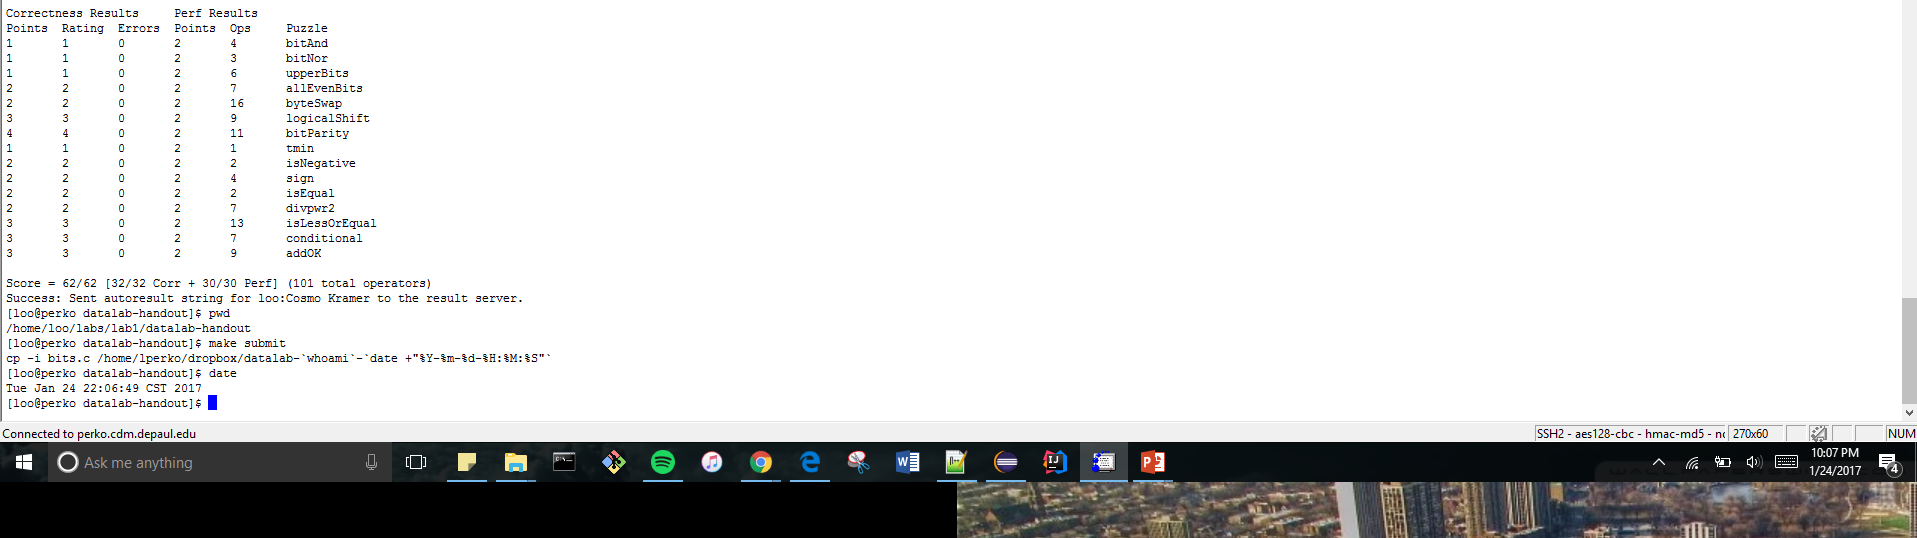 Correctness Results     Perf Results
Points  Rating  Errors  Points  Ops     Puzzle
1       1       0       2       4       bitAnd
1       1       0       2       3       bitNor
1       1       0       2       6       upperBits
2       2       0       2       7       allEvenBits
2       2       0       2       16      byteSwap
3       3       0       2       9       logicalShift
4       4       0       2       11      bitParity
1       1       0       2       1       tmin
2       2       0       2       2       isNegative
2       2       0       2       4       sign
2       2       0       2       2       isEqual
2       2       0       2       7       divpwr2
3       3       0       2       13      isLessOrEqual
3       3       0       2       7       conditional
3       3       0       2       9       addOK
Score = 62/62 [32/32 Corr + 30/30 Perf] (101 total operators)
Success: Sent autoresult string for loo:Cosmo Kramer to the result server.
[loo@perko datalab-handout]$ pwd
/home/loo/labs/lab1/datalab-handout
[loo@perko datalab-handout]$ make submit
cp -i bits.c /home/lperko/dropbox/datalab-`whoami`-`date +"%Y-%m-%d-%H:%M:%S"`
[loo@perko datalab-handout]$ date
Tue Jan 24 22:06:49 CST 2017
[loo@perko datalab-handout]$
Connected to perko.cdm.depaul.edu
SSH2 - aes128-cbc - hmac-md5 - nc 270x60 NUM
Ask me anything
10:07 PM
1/24/2017
4